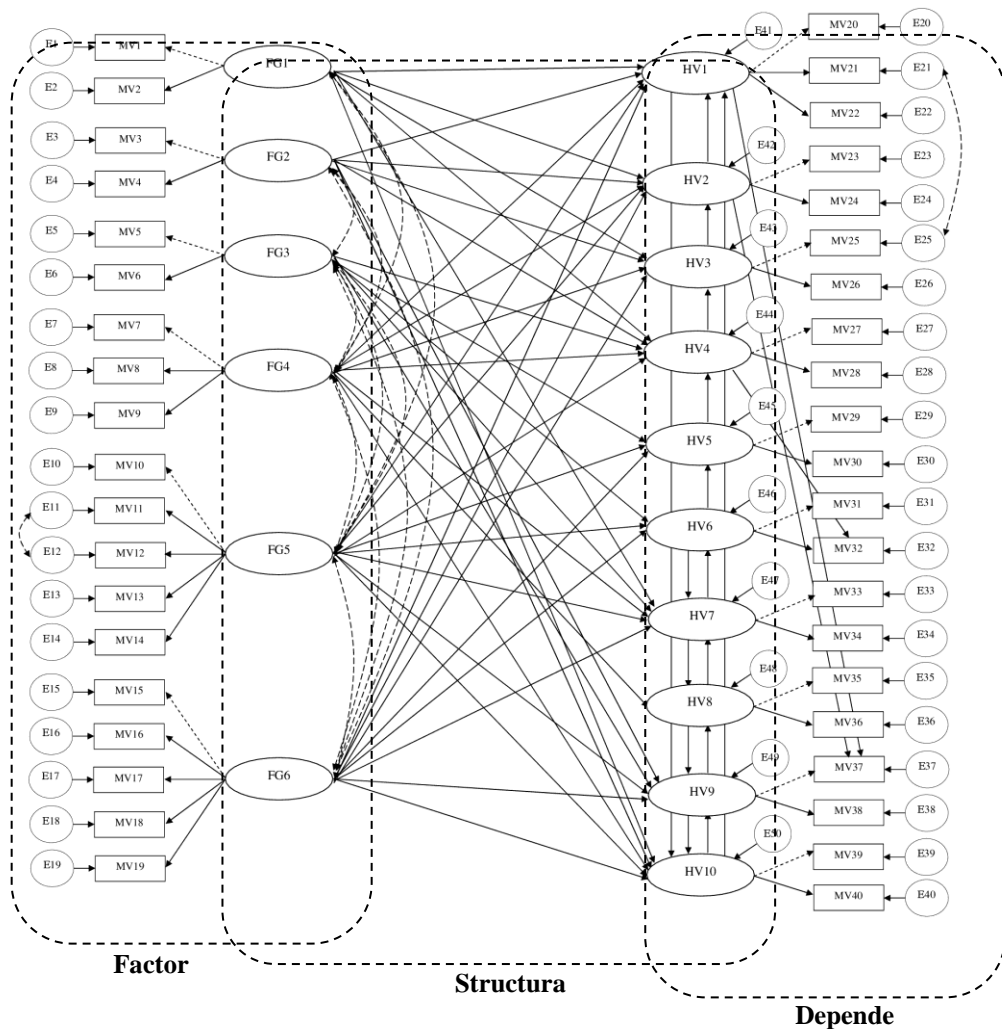 E1 MV1 FG1 HV1 E41 MV20 E20
E2 MV2 MV21 E21
MV22 E22
E3 MV3 FG2 HV2 E42 MV23 E23
E4 MV4 MV24 E24
E5 MV5 FG3 HV3 E43 MV25 E25
E6 MV6 MV26 E26
E7 MV7 FG4 HV4 E44 MV27 E27
E8 MV8 MV28 E28
E9 MV9 HV5 E45 MV29 E29
E10 MV10 MV30 E30
E11 MV11 FG5 HV6 E46 MV31 E31
E12 MV12 MV32 E32
E13 MV13 HV7 E47 MV33 E33
E14 MV14 MV34 E34
E15 MV15 HV8 E48 MV35 E35
E16 MV16 MV36 E36
E17 MV17 FG6 HV9 E49 MV37 E37
E18 MV18 MV38 E38
E19 MV19 HV10 E50 MV39 E39
MV40 E40
Factor
Structura
Depende